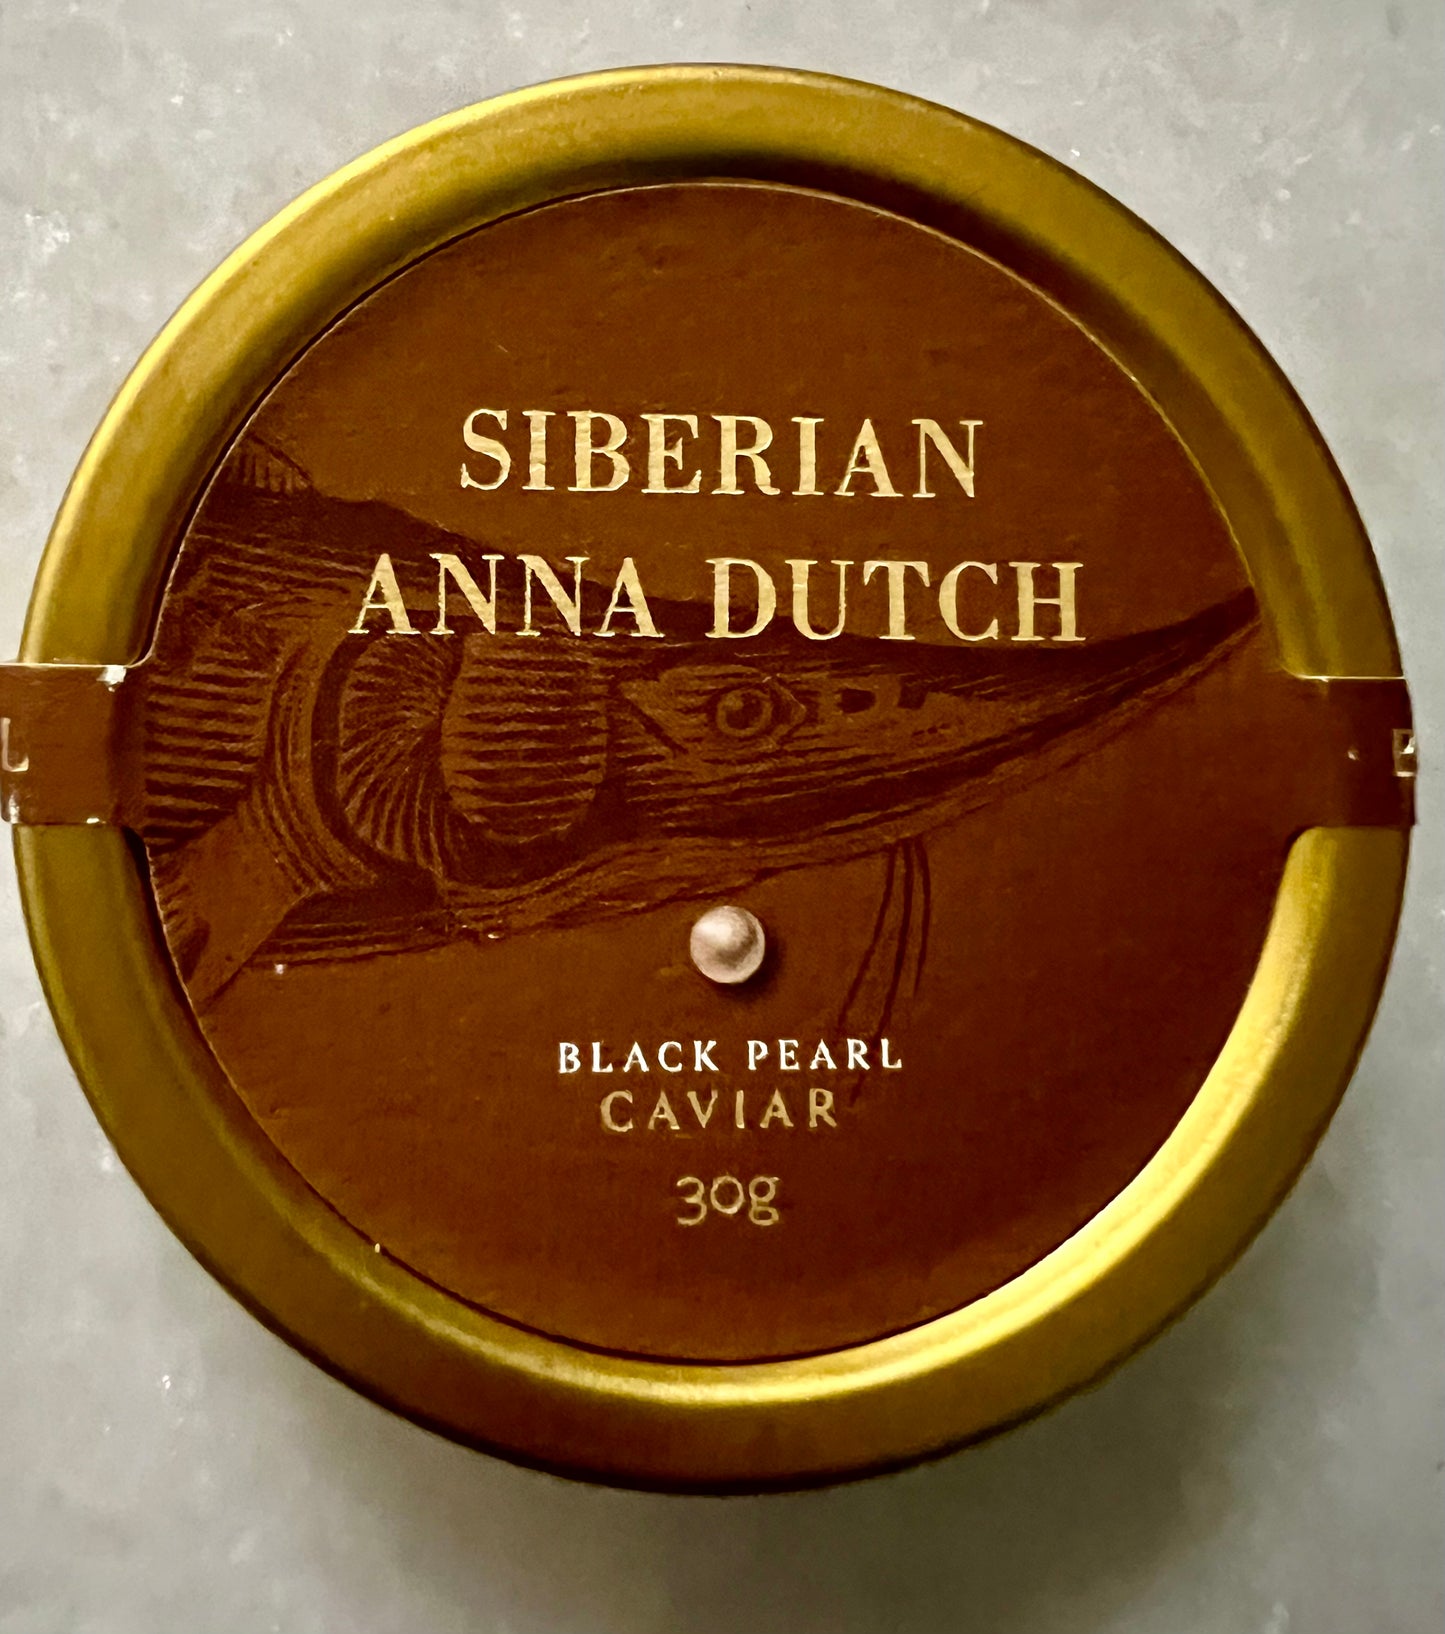 SIBERIAN
ANNA DUTCH
BLACK PEARL
CAVIAR
30g